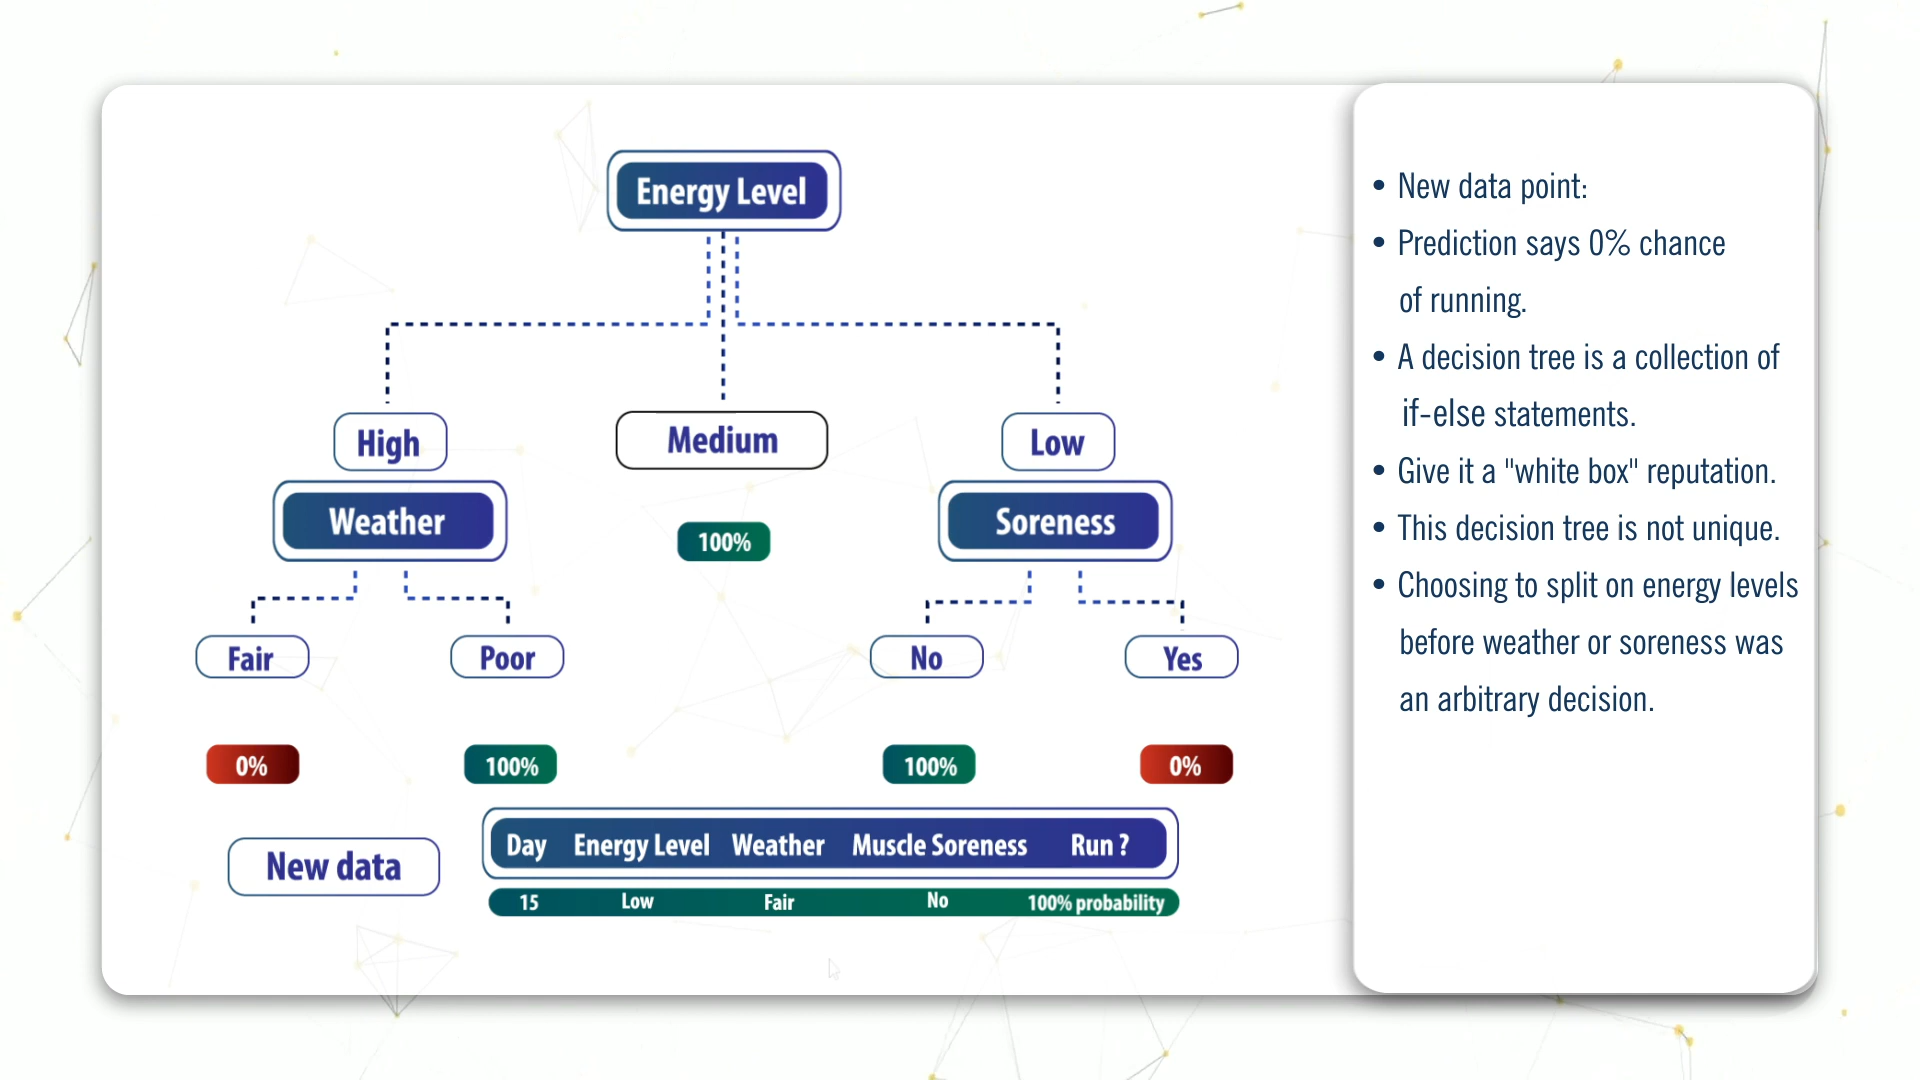 Energy Level
High
Medium
Low
Weather
Soreness
100%
Fair
Poor
No
Yes
0%
100%
100%
0%
New data
Day Energy Level Weather Muscle Soreness Run ?
15 Low Fair No 100% probability
• New data point:
• Prediction says 0% chance
of running.
• A decision tree is a collection of
if-else statements.
• Give it a "white box" reputation.
• This decision tree is not unique.
• Choosing to split on energy levels
before weather or soreness was
an arbitrary decision.